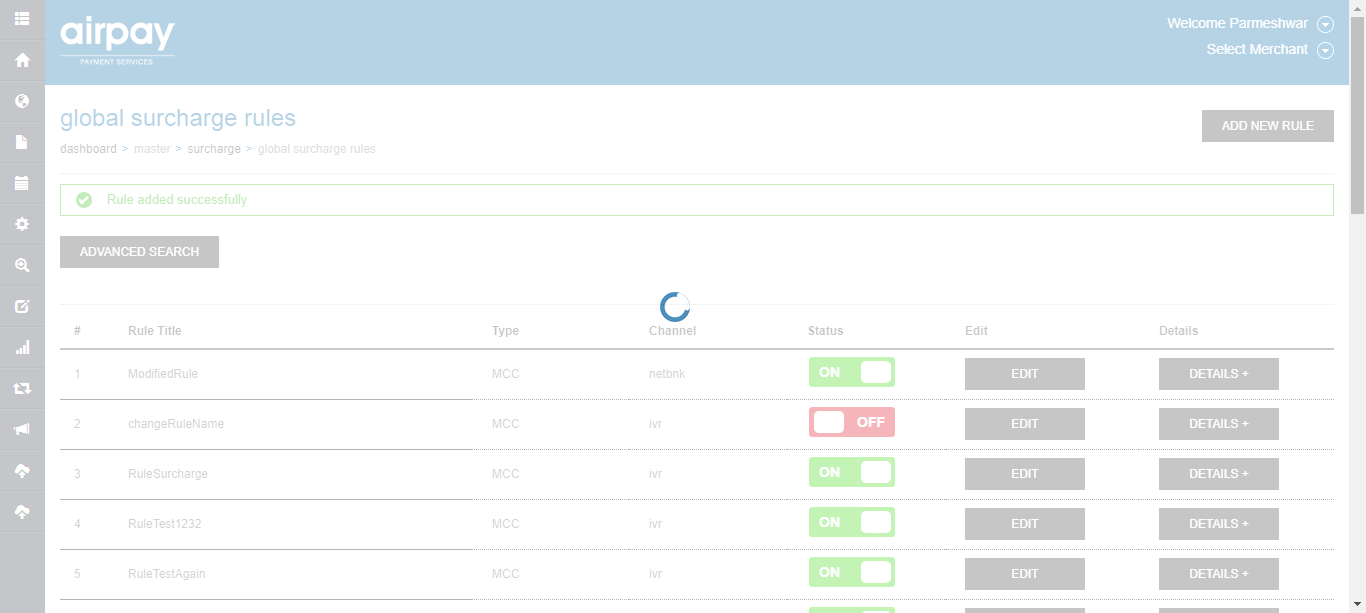 airpay
PAYMENT SERVICES
Welcome Parmeshwar
Select Merchant
global surcharge rules
ADD NEW RULE
dashboard > master > surcharge > global surcharge rules
Rule added successfully
ADVANCED SEARCH
# Rule Title Type Channel Status Edit Details
1 ModifiedRule MCC netbnk ON EDIT DETAILS +
2 changeRuleName MCC ivr OFF EDIT DETAILS +
3 RuleSurcharge MCC ivr ON EDIT DETAILS +
4 RuleTest1232 MCC ivr ON EDIT DETAILS +
5 RuleTestAgain MCC ivr ON EDIT DETAILS +